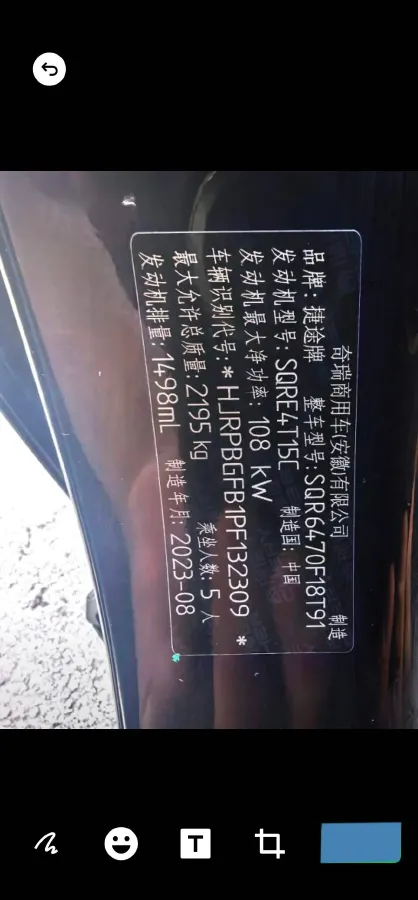 奇瑞商用车(安徽)有限公司 制造
品牌:捷途牌 整车型号:SQR6470F18T91
发动机型号:SQRE4T15C 制造国:中国
发动机最大净功率:108 kW
车辆识别代号:*HJRPBGFB1PF132309*
最大允许总质量:2195 kg 乘坐人数:5 人
发动机排量:1498mL 制造年月:2023-08
T